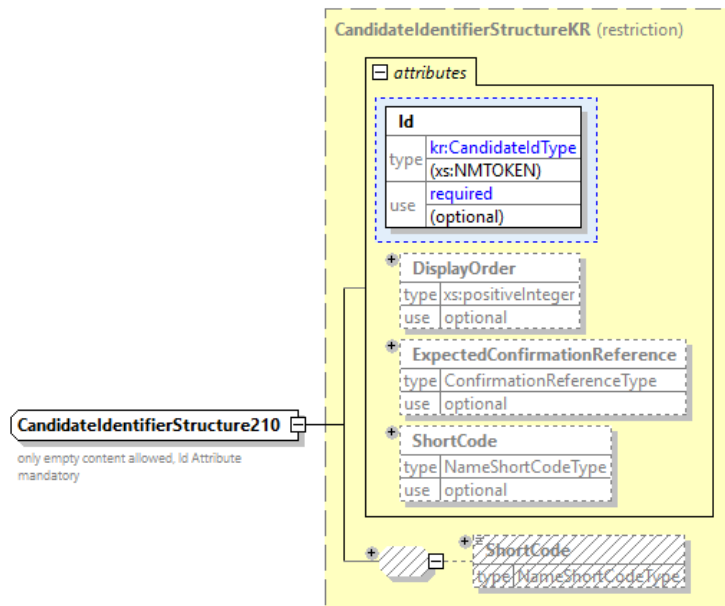 CandidateIdentifierStructureKR (restriction)
attributes
Id
type kr:CandidateIdType
(xs:NMTOKEN)
use required
(optional)
DisplayOrder
type xs:positiveInteger
use optional
ExpectedConfirmationReference
type ConfirmationReferenceType
use optional
CandidateIdentifierStructure210
only empty content allowed, Id Attribute
mandatory
ShortCode
type NameShortCodeType
use optional
ShortCode
type NameShortCodeType